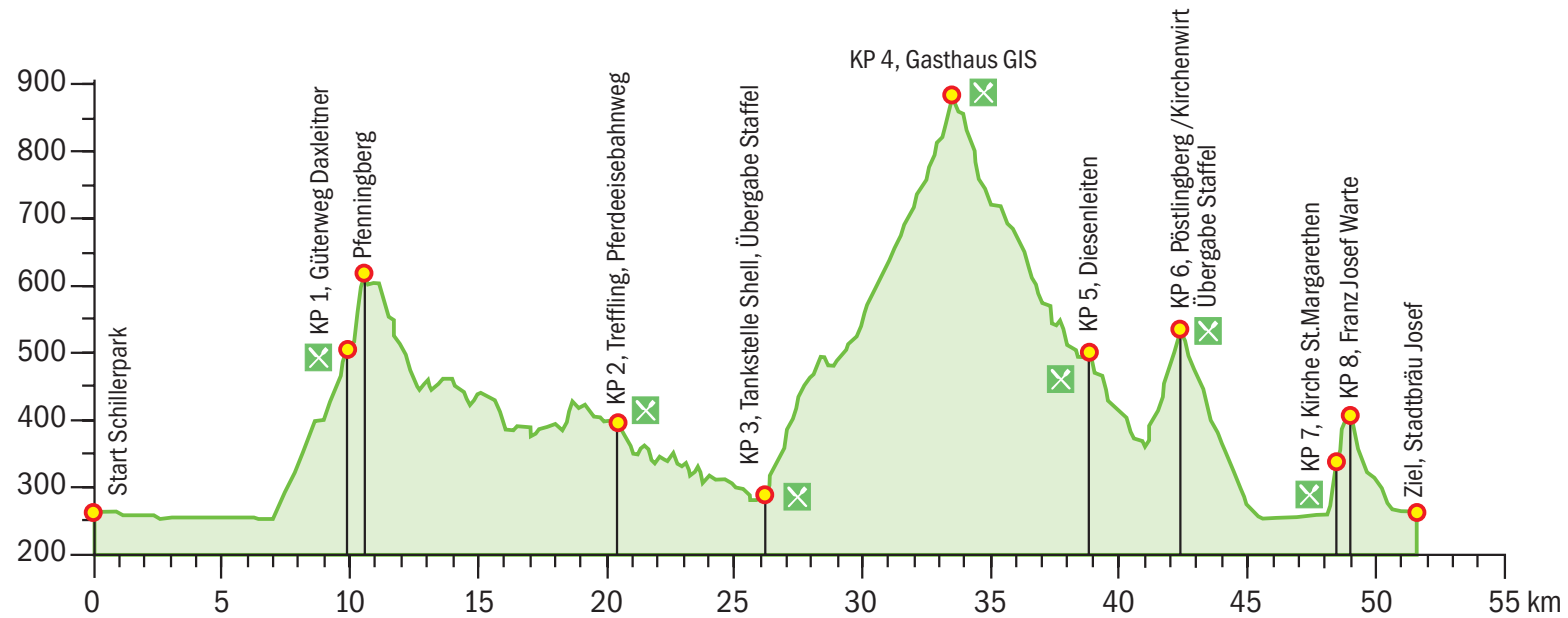 900
800
700
600
500
400
300
200
Start Schillerpark
KP 1, Güterweg Daxleitner
Pfenningberg
KP 2, Treffling, Pferdeeisebahnweg
KP 3, Tankstelle Shell, Übergabe Staffel
KP 4, Gasthaus GIS
KP 5, Diesenleiten
KP 6, Pöstlingberg /Kirchenwirt
Übergabe Staffel
KP 7, Kirche St.Margarethen
KP 8, Franz Josef Warte
Ziel, Stadtbräu Josef
0 5 10 15 20 25 30 35 40 45 50 55 km